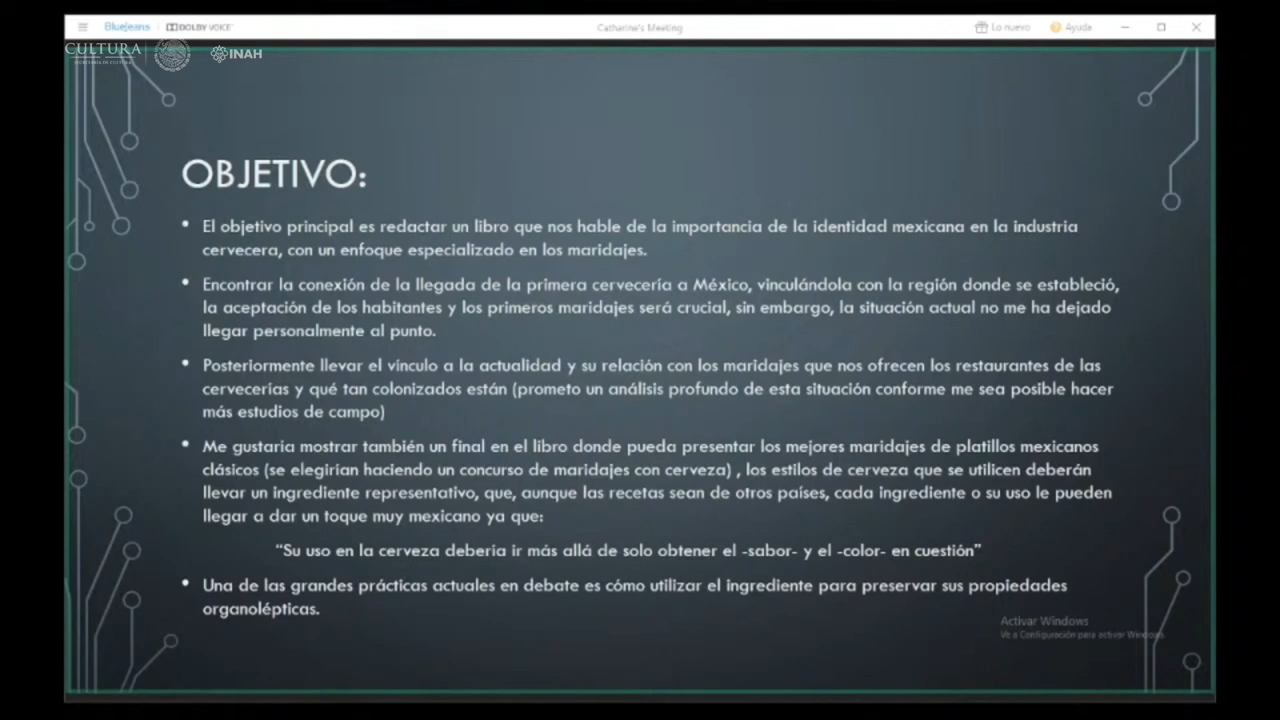 Bluejeans
DOLBY VOICE
Catharine's Meeting
Lo nuevo
Ayuda
CULTURA
SECRETARÍA DE CULTURA
INAH
OBJETIVO:
• El objetivo principal es redactar un libro que nos hable de la importancia de la identidad mexicana en la industria
cervecera, con un enfoque especializado en los maridajes.
• Encontrar la conexión de la llegada de la primera cervecería a México, vinculándola con la región donde se estableció,
la aceptación de los habitantes y los primeros maridajes será crucial, sin embargo, la situación actual no me ha dejado
llegar personalmente al punto.
• Posteriormente llevar el vínculo a la actualidad y su relación con los maridajes que nos ofrecen los restaurantes de las
cervecerías y qué tan colonizados están (prometo un análisis profundo de esta situación conforme me sea posible hacer
más estudios de campo)
• Me gustaría mostrar también un final en el libro donde pueda presentar los mejores maridajes de platillos mexicanos
clásicos (se elegirían haciendo un concurso de maridajes con cerveza) , los estilos de cerveza que se utilicen deberán
llevar un ingrediente representativo, que, aunque las recetas sean de otros países, cada ingrediente o su uso le pueden
llegar a dar un toque muy mexicano ya que:
“Su uso en la cerveza debería ir más allá de solo obtener el -sabor- y el -color- en cuestión”
• Una de las grandes prácticas actuales en debate es cómo utilizar el ingrediente para preservar sus propiedades
organolépticas.
Activar Windows
Ve a Configuración para activar Windows.